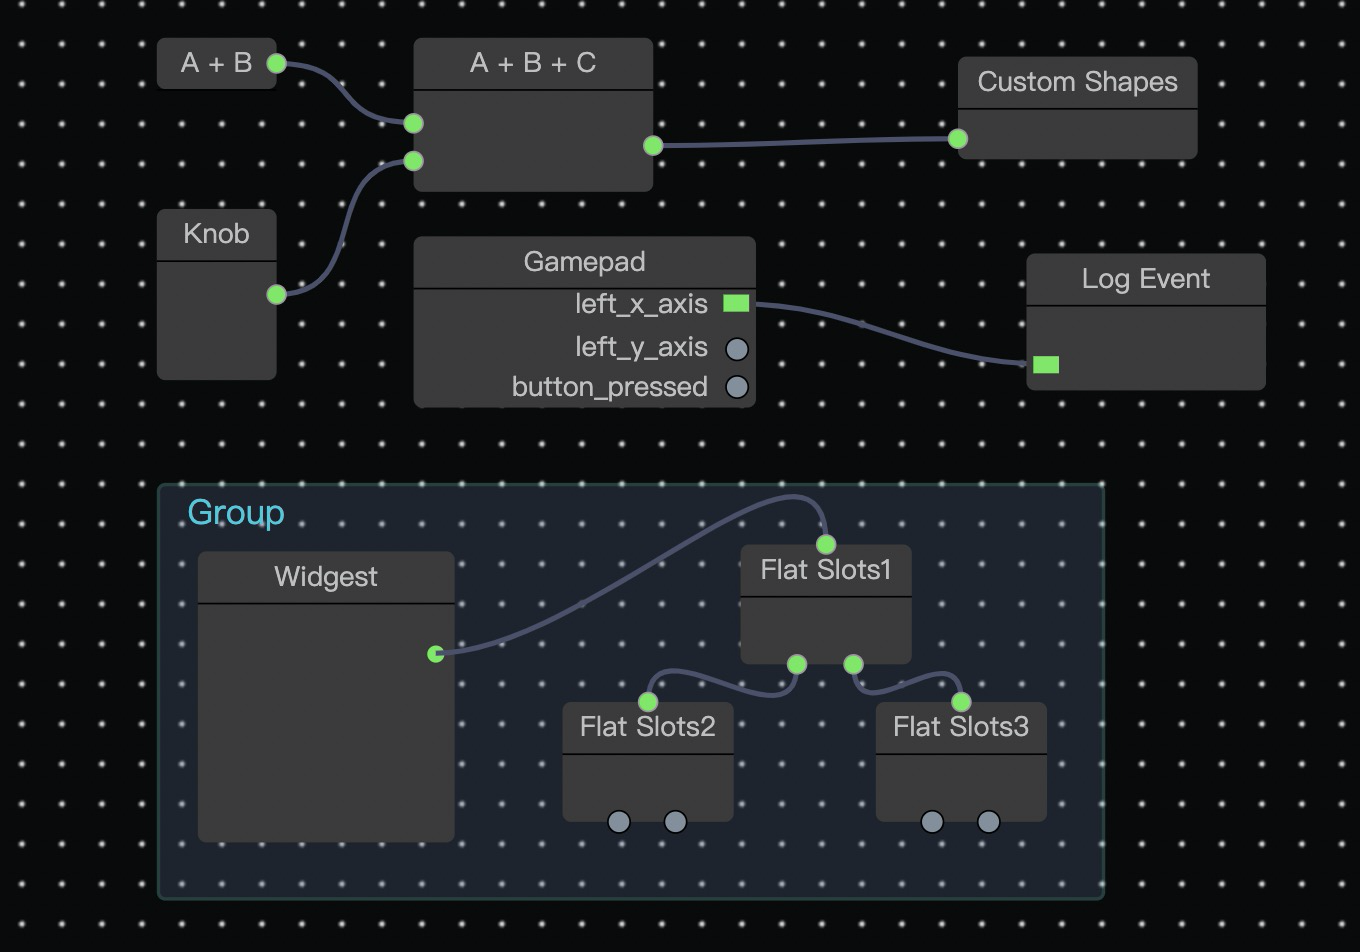 A + B
A + B + C
Custom Shapes
Knob
Gamepad
left_x_axis
left_y_axis
button_pressed
Log Event
Group
Widgest
Flat Slots1
Flat Slots2
Flat Slots3